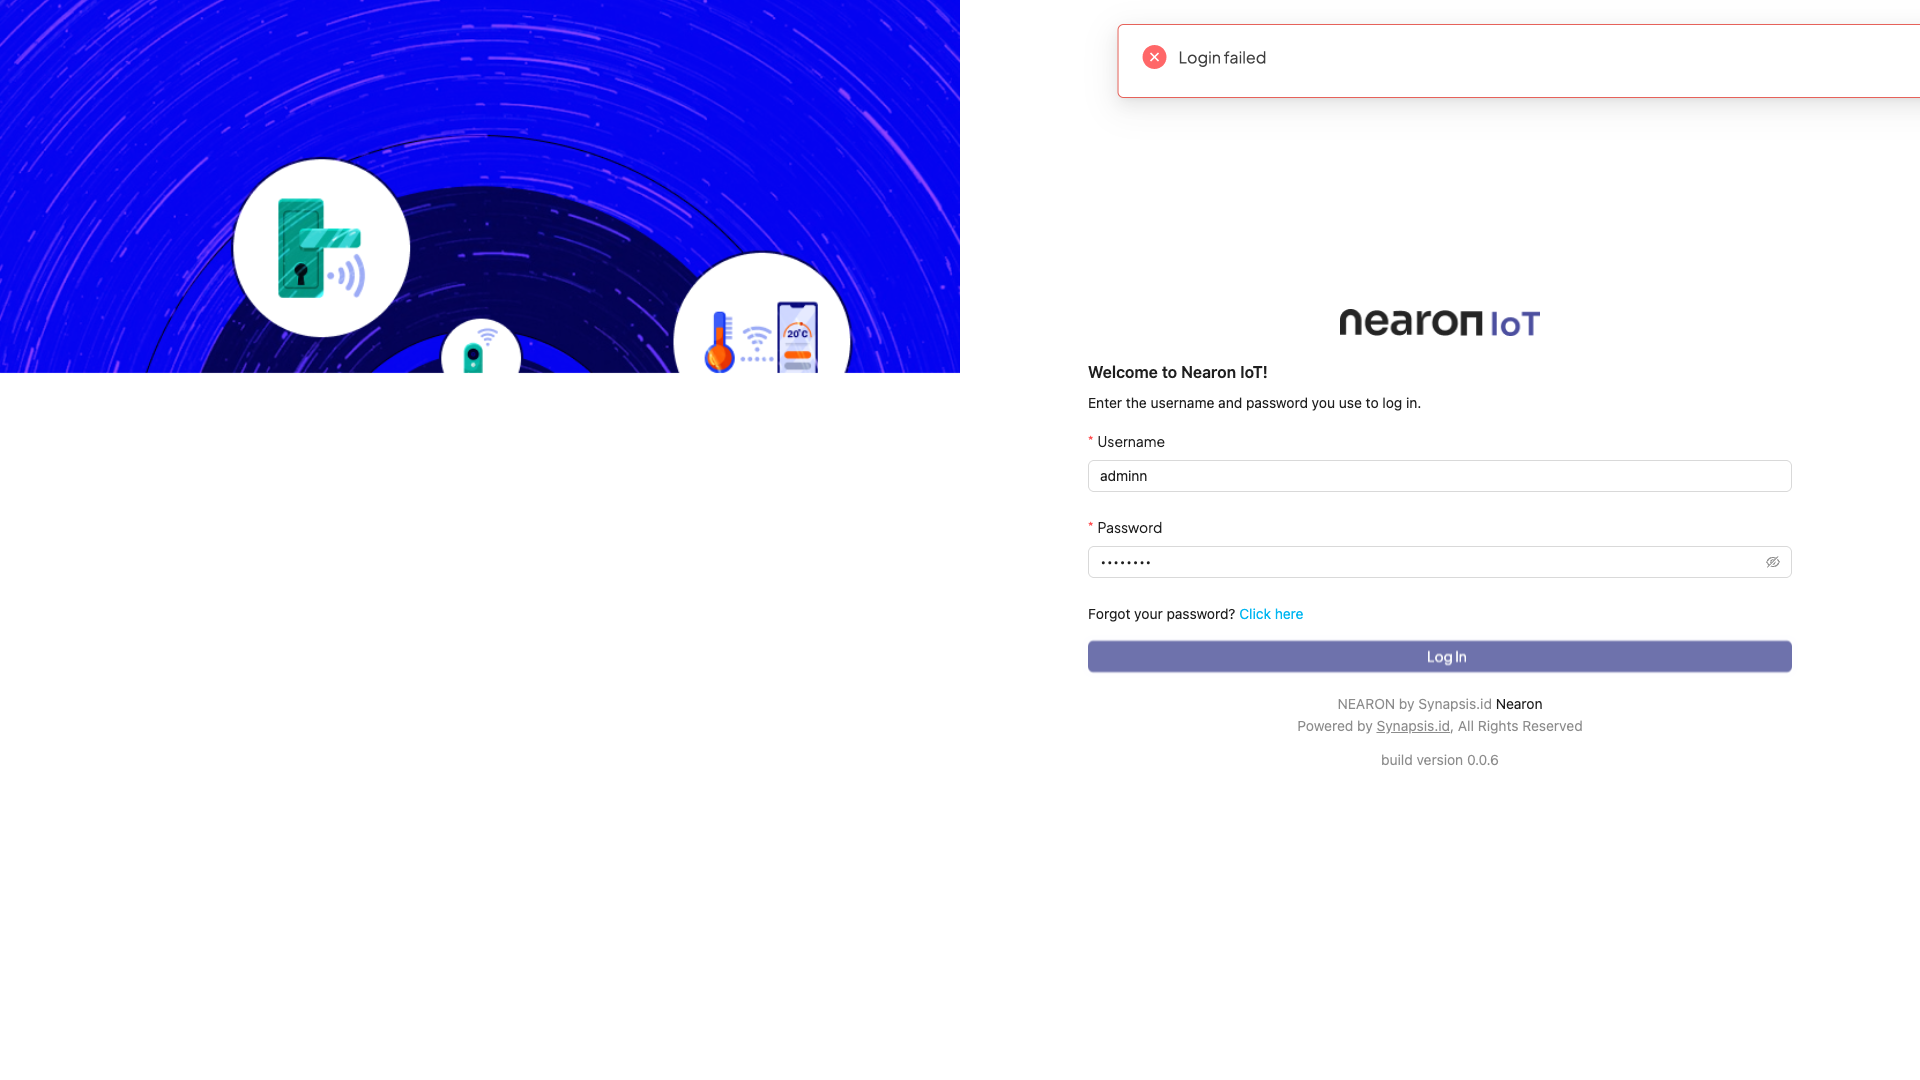 Login failed
20°C
nearon IoT
Welcome to Nearon IoT!
Enter the username and password you use to log in.
* Username
adminn
* Password
••••••••
Forgot your password? Click here
Log In
NEARON by Synapsis.id Nearon
Powered by Synapsis.id, All Rights Reserved
build version 0.0.6